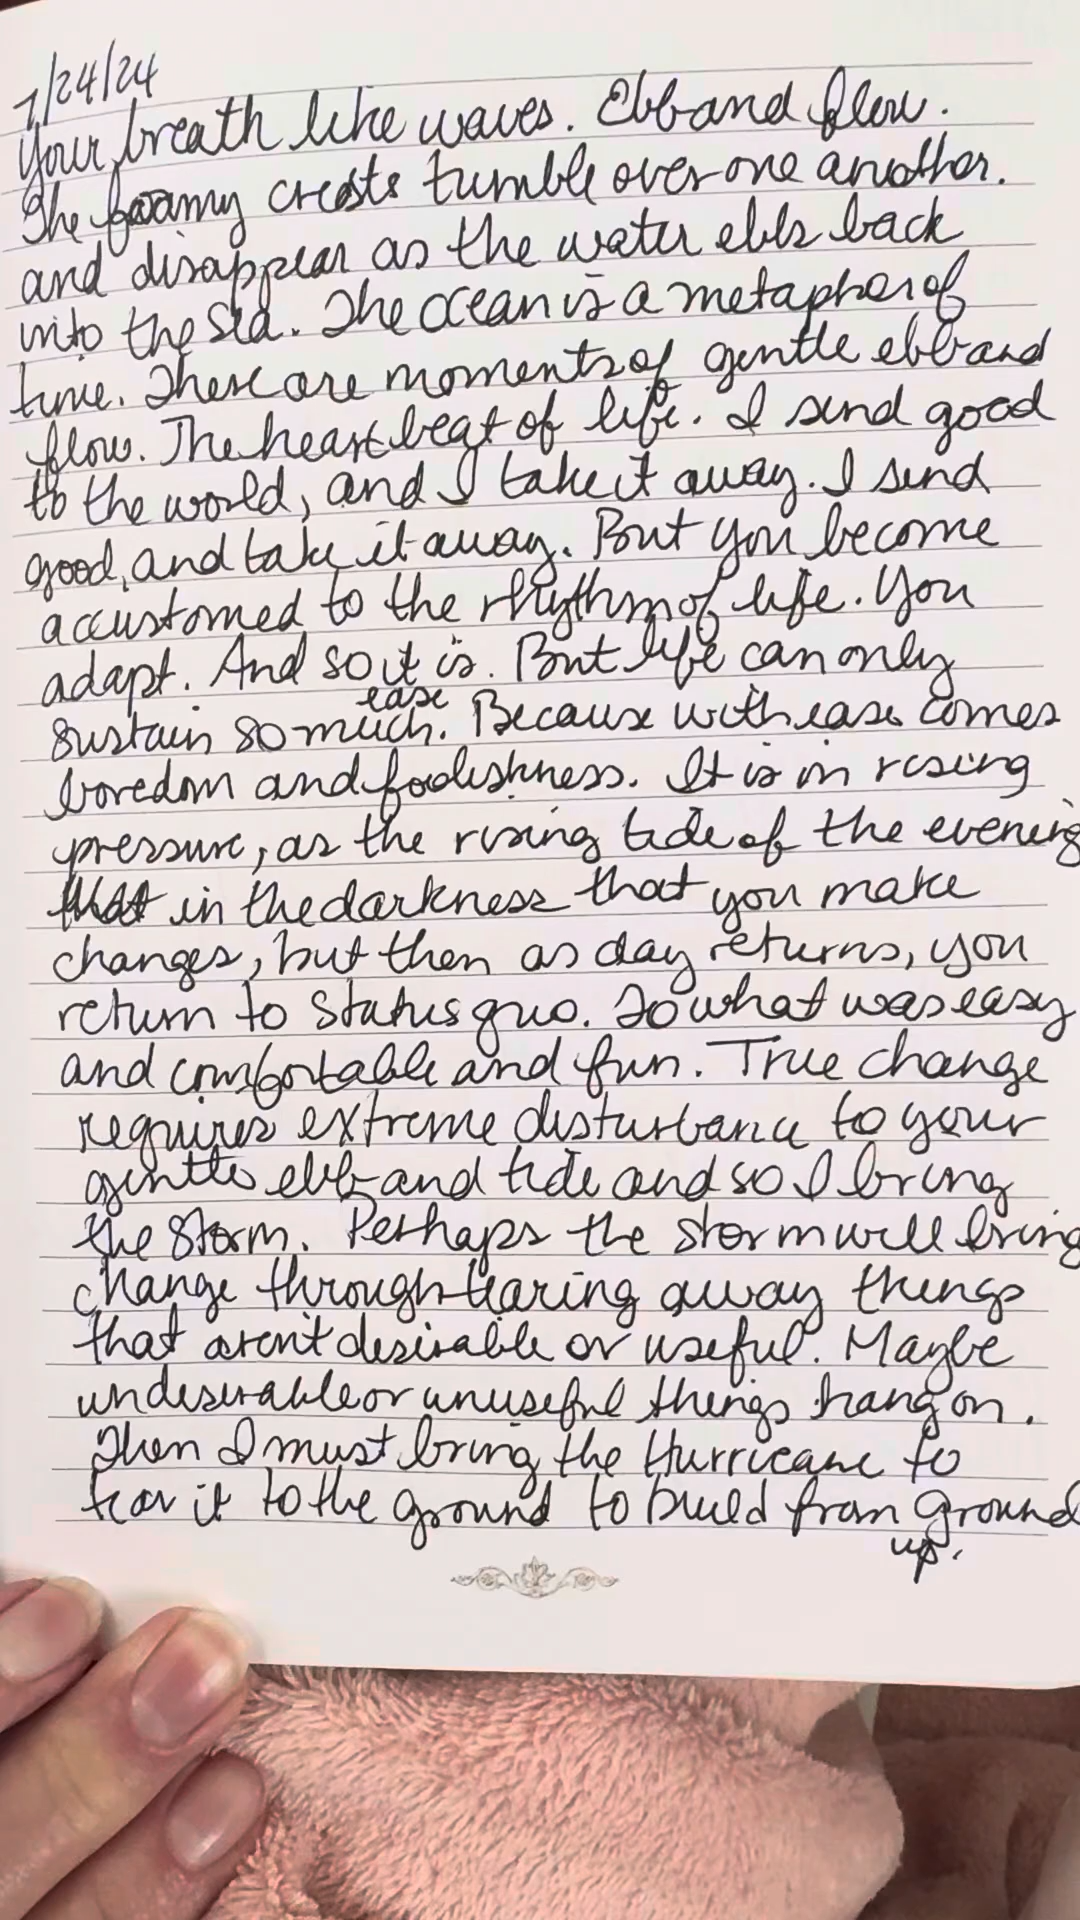 7/24/24
Your breath like waves. Ebb and flow.
The foamy crests tumble over one another.
and disappear as the water ebbs back
into the sea. The ocean is a metaphor of
time. There are moments of gentle ebb and
flow. The heartbeat of life. I send good
to the world, and I take it away. I send
good, and take it away. But you become
accustomed to the rhythm of life. You
adapt. And so it is. But life can only
ease
sustain so much. Because with ease comes
boredom and foolishness. It is in rising
pressure, as the rising tide of the evening
that in the darkness that you make
changes, but then as day returns, you
return to status quo. To what was easy
and comfortable and fun. True change
requires extreme disturbance to your
gentle ebb and tide and so I bring
the storm. Perhaps the storm will bring
change through tearing away things
that aren't desirable or useful. Maybe
undesirable or unuseful things hang on.
Then I must bring the Hurricane to
tear it to the ground to build from ground
up.